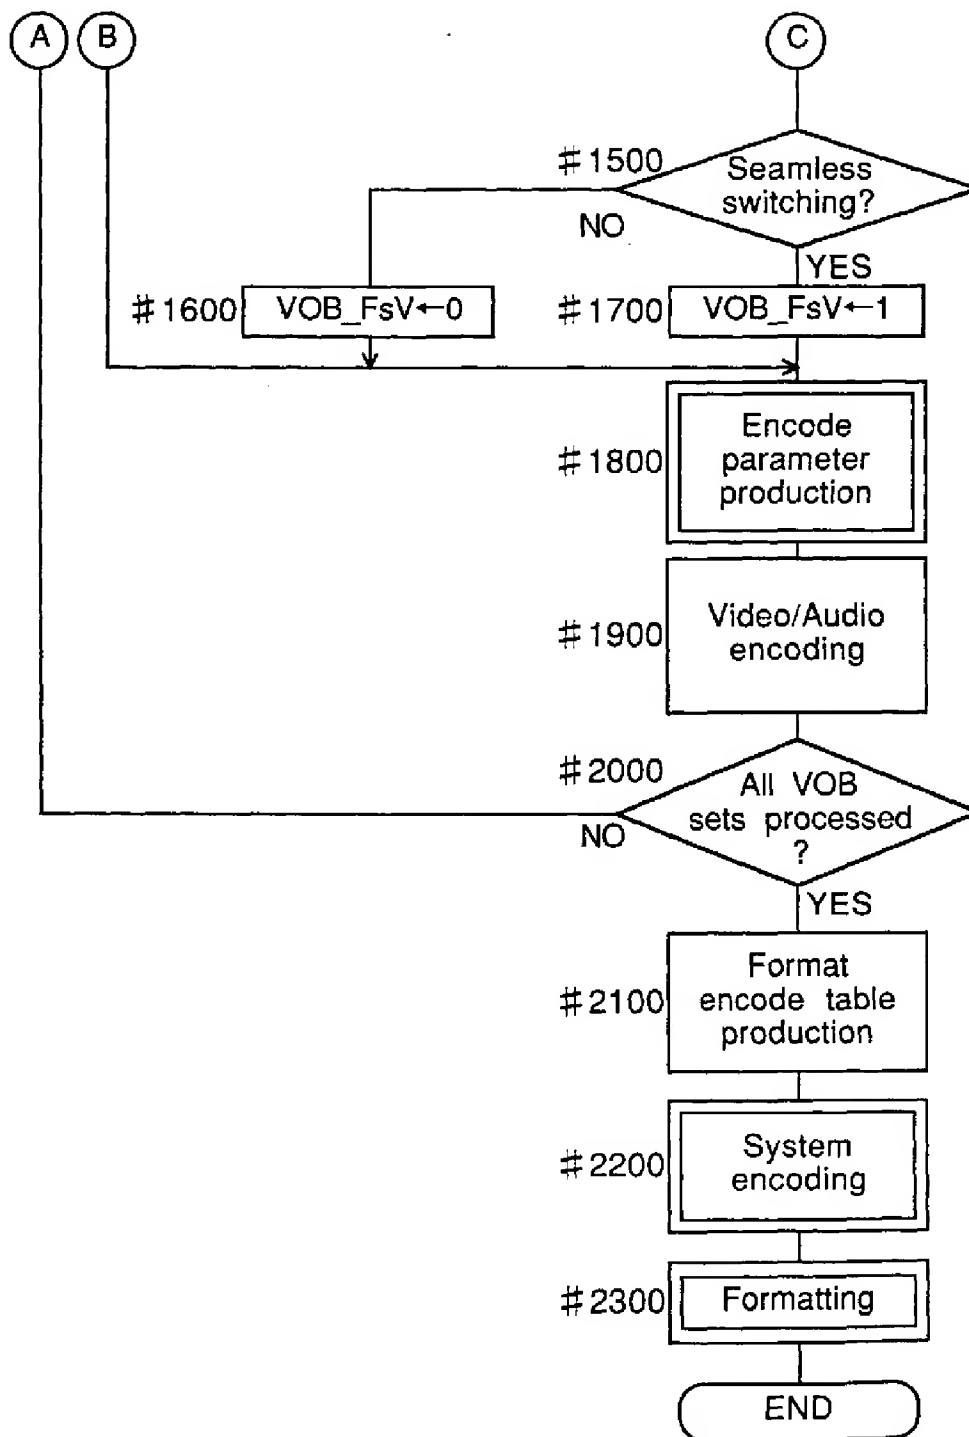 A B C
#1500 Seamless
switching?
NO
YES
#1600 VOB_FsV←0 #1700 VOB_FsV←1
Encode
#1800 parameter
production
Video/Audio
#1900 encoding
#2000 All VOB
sets processed
NO ?
YES
Format
#2100 encode table
production
System
#2200 encoding
#2300 Formatting
END